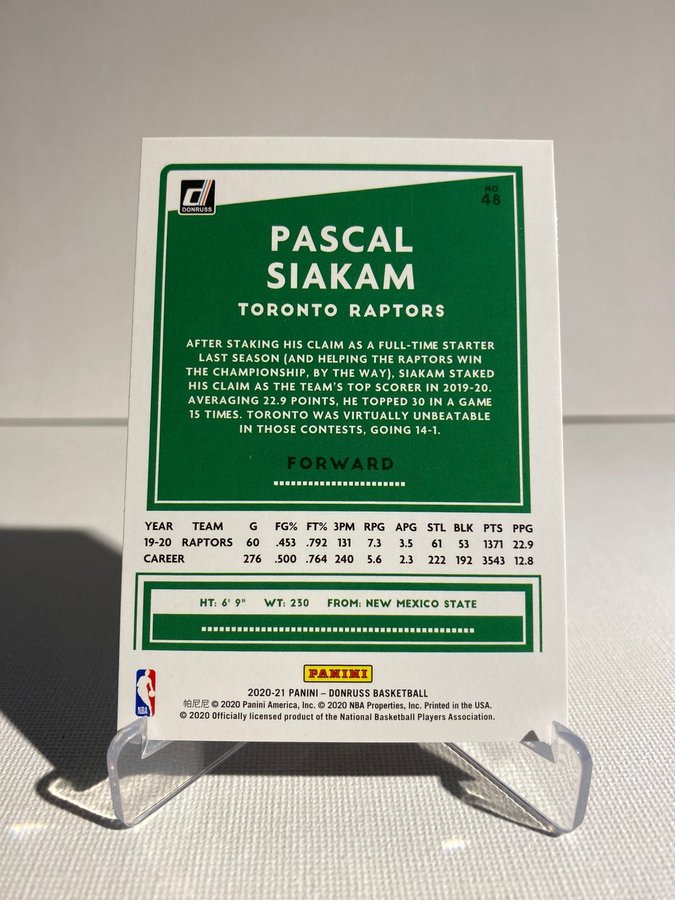 DONRUSS
NO.
48
PASCAL
SIAKAM
TORONTO RAPTORS
AFTER STAKING HIS CLAIM AS A FULL-TIME STARTER
LAST SEASON (AND HELPING THE RAPTORS WIN
THE CHAMPIONSHIP, BY THE WAY), SIAKAM STAKED
HIS CLAIM AS THE TEAM'S TOP SCORER IN 2019-20.
AVERAGING 22.9 POINTS, HE TOPPED 30 IN A GAME
15 TIMES. TORONTO WAS VIRTUALLY UNBEATABLE
IN THOSE CONTESTS, GOING 14-1.
FORWARD
YEAR TEAM G FG% FT% 3PM RPG APG STL BLK PTS PPG
19-20 RAPTORS 60 .453 .792 131 7.3 3.5 61 53 1371 22.9
CAREER 276 .500 .764 240 5.6 2.3 222 192 3543 12.8
HT: 6' 9" WT: 230 FROM: NEW MEXICO STATE
PANINI
NBA
2020-21 PANINI – DONRUSS BASKETBALL
帕尼尼 © 2020 Panini America, Inc. © 2020 NBA Properties, Inc. Printed in the USA.
© 2020 Officially licensed product of the National Basketball Players Association.